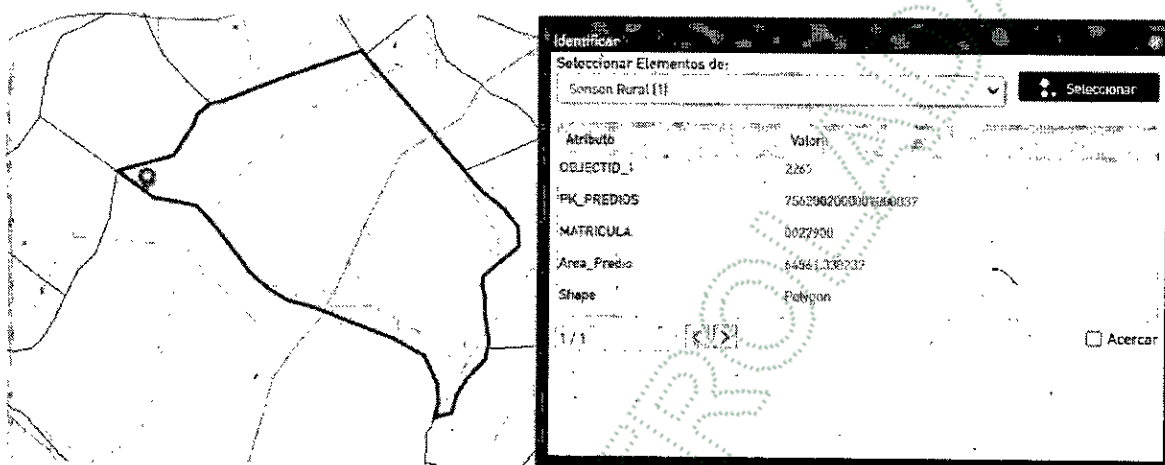 Identificar
Seleccionar Elementos de:
Sonson Rural (1)
Seleccionar
Atributo Valor
OBJECTID_1
PK_PREDIOS
MATRICULA 0022900
Area_Predio
Shape Polygon
1 / 1 < >
Acercar